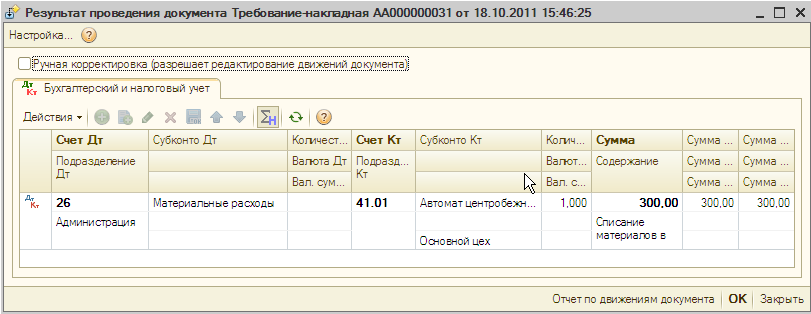 Результат проведения документа Требование-накладная АА000000031 от 18.10.2011 15:46:25
Настройка...
Ручная корректировка (разрешает редактирование движений документа)
Дт Кт Бухгалтерский и налоговый учет
Действия
Счет Дт Субконто Дт Количест... Счет Кт Субконто Кт Колич... Сумма Сумма ... Сумма ...
Подразделение Дт Валюта Дт Подразд... Кт Валют... Содержание Сумма ... Сумма ...
Вал. сум... Вал. с... Сумма ... Сумма ...
Дт Кт 26 Материальные расходы 41.01 Автомат центробежн... 1,000 300,00 300,00 300,00
Администрация Списание материалов в
Основной цех
Отчет по движениям документа OK Закрыть